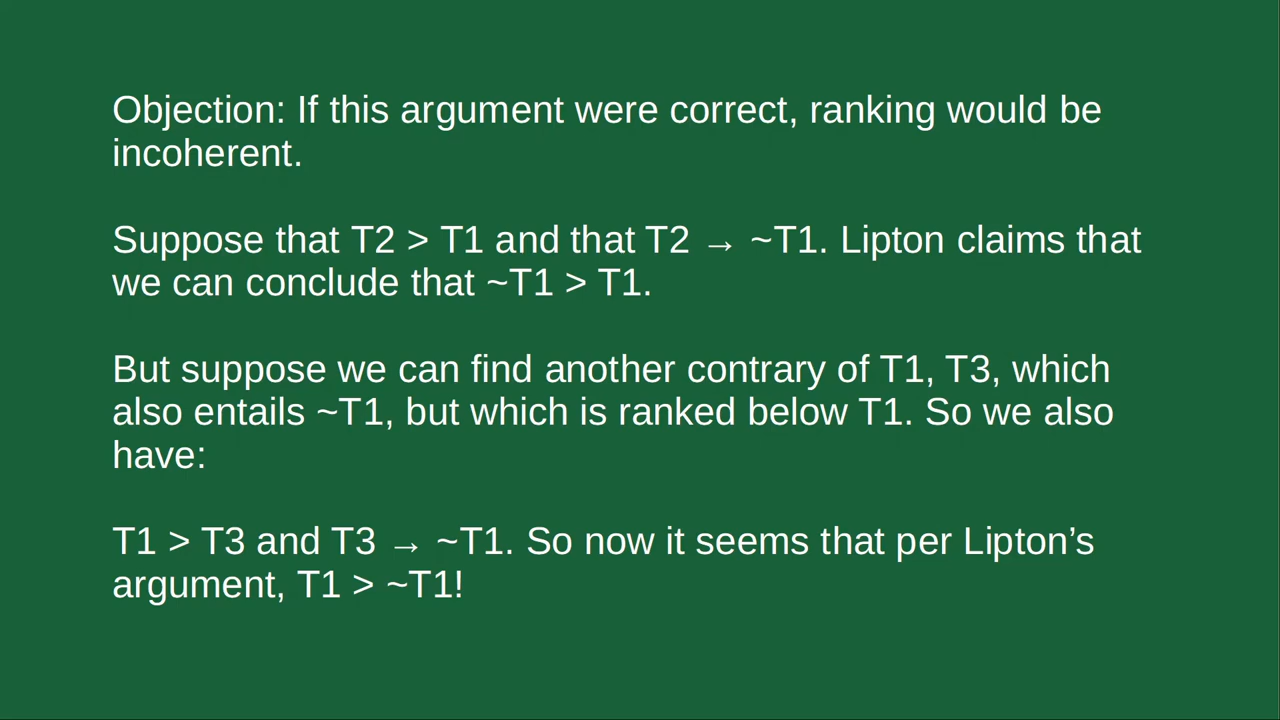 Objection: If this argument were correct, ranking would be
incoherent.
Suppose that T2 > T1 and that T2 → ~T1. Lipton claims that
we can conclude that ~T1 > T1.
But suppose we can find another contrary of T1, T3, which
also entails ~T1, but which is ranked below T1. So we also
have:
T1 > T3 and T3 → ~T1. So now it seems that per Lipton’s
argument, T1 > ~T1!